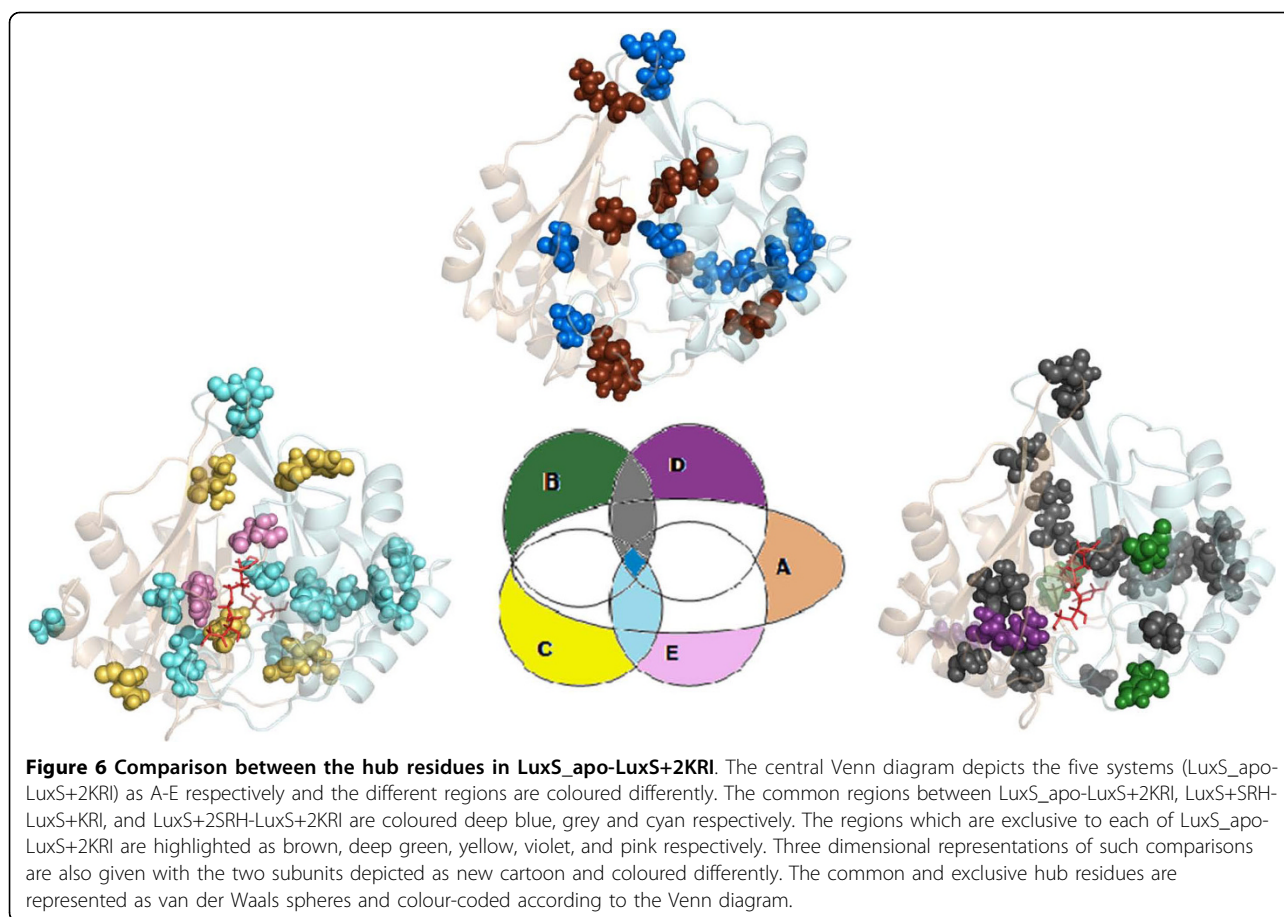 B
D
A
C
E
Figure 6 Comparison between the hub residues in LuxS_apo-LuxS+2KRI. The central Venn diagram depicts the five systems (LuxS_apo-
LuxS+2KRI) as A-E respectively and the different regions are coloured differently. The common regions between LuxS_apo-LuxS+2KRI, LuxS+SRH-
LuxS+KRI, and LuxS+2SRH-LuxS+2KRI are coloured deep blue, grey and cyan respectively. The regions which are exclusive to each of LuxS_apo-
LuxS+2KRI are highlighted as brown, deep green, yellow, violet, and pink respectively. Three dimensional representations of such comparisons
are also given with the two subunits depicted as new cartoon and coloured differently. The common and exclusive hub residues are
represented as van der Waals spheres and colour-coded according to the Venn diagram.